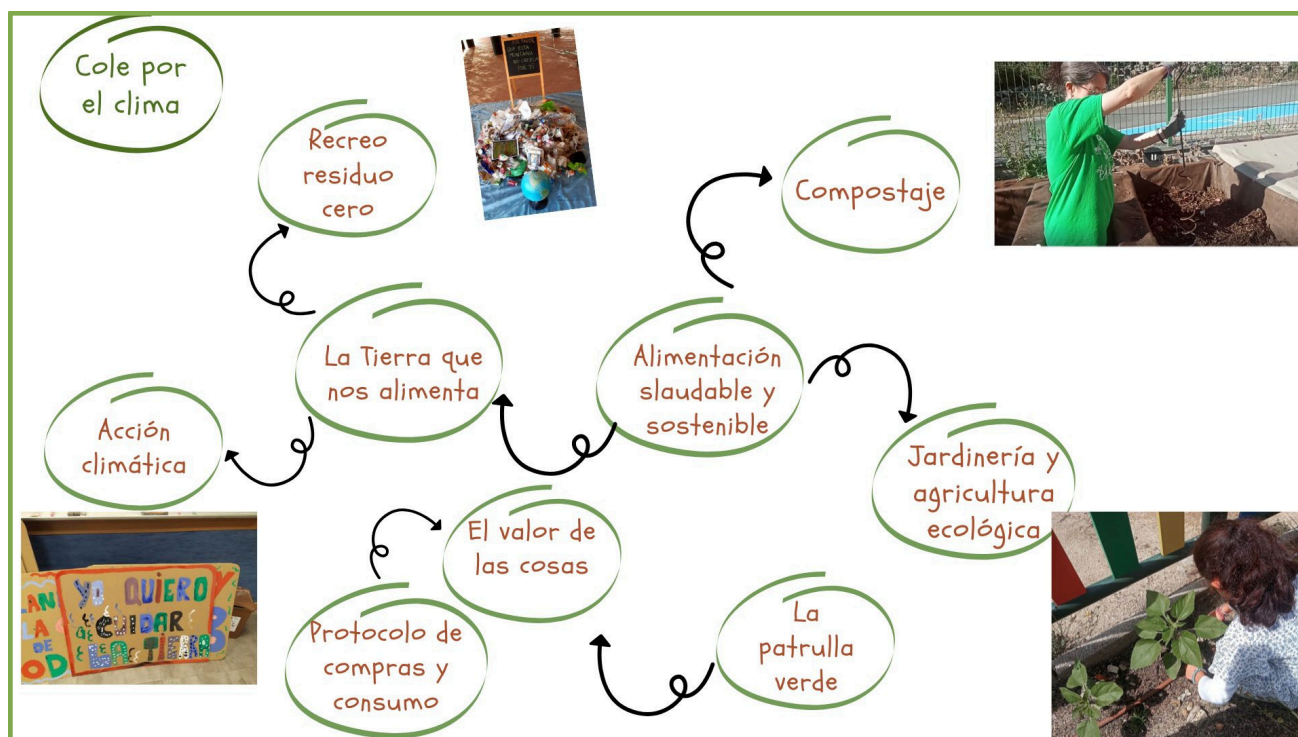 Cole por
el clima
Recreo
residuo
cero
Compostaje
La Tierra que
nos alimenta
Alimentación
slaudable y
sostenible
Acción
climática
Jardinería y
agricultura
ecológica
El valor de
las cosas
Protocolo de
compras y
consumo
La
patrulla
verde
YO QUIERO
CUIDAR
LA TIERRA
LA
DE